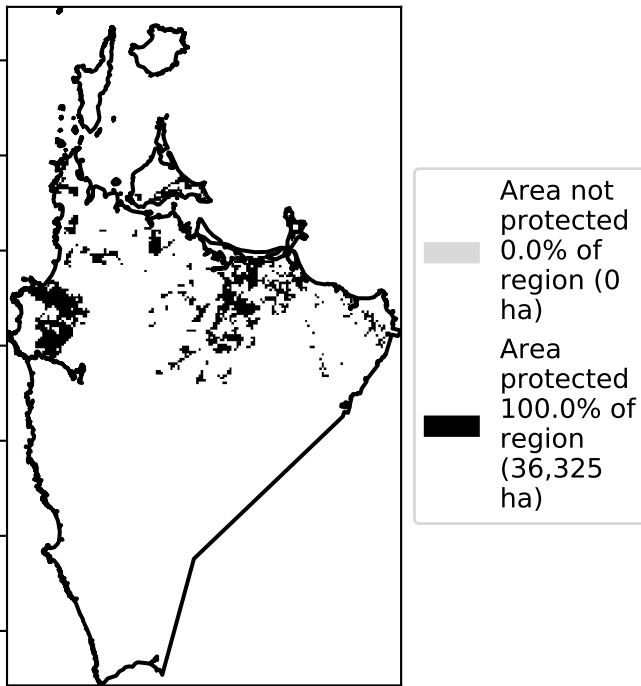 Area not
protected
0.0% of
region (0
ha)
Area
protected
100.0% of
region
(36,325
ha)